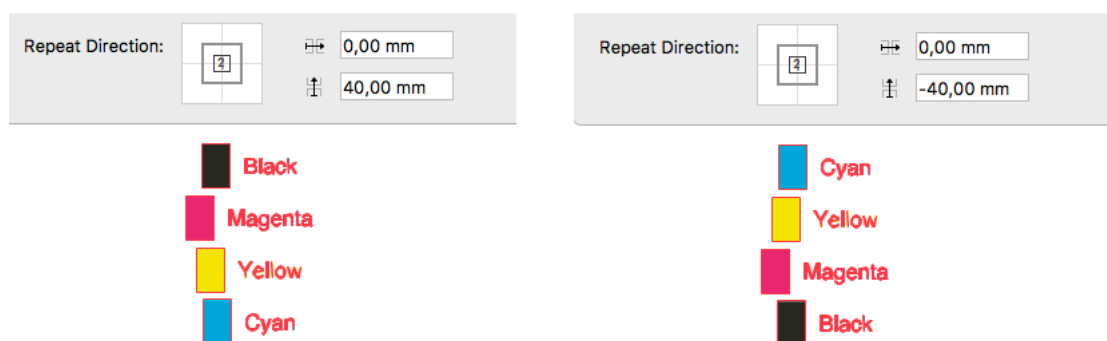 Repeat Direction:
2
0,00 mm
40,00 mm
Black
Magenta
Yellow
Cyan
Repeat Direction:
2
0,00 mm
-40,00 mm
Cyan
Yellow
Magenta
Black